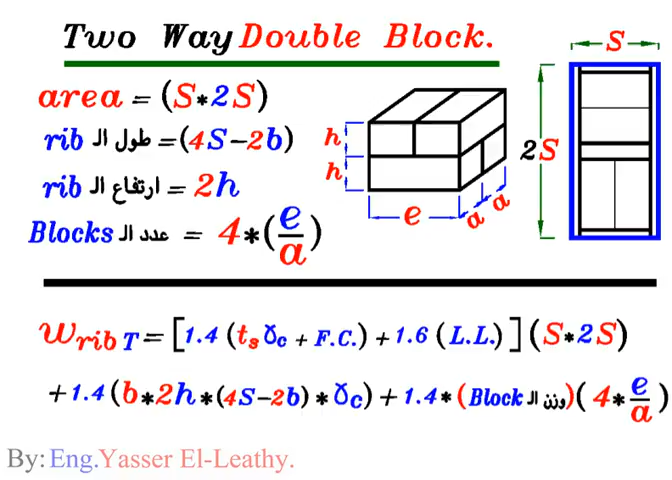 Two Way Double Block.
S
area = (S*2S)
rib طول ال = (4S-2b)
rib ارتفاع ال = 2h
Blocks عدد ال = 4*(e/a)
h
h
e
a
a
2S
w rib T = [1.4 (ts γc + F.C.) + 1.6 (L.L.)] (S*2S)
+1.4 (b*2h*(4S-2b)*γc) + 1.4*(Block وزن ال)(4*e/a)
By: Eng.Yasser El-Leathy.